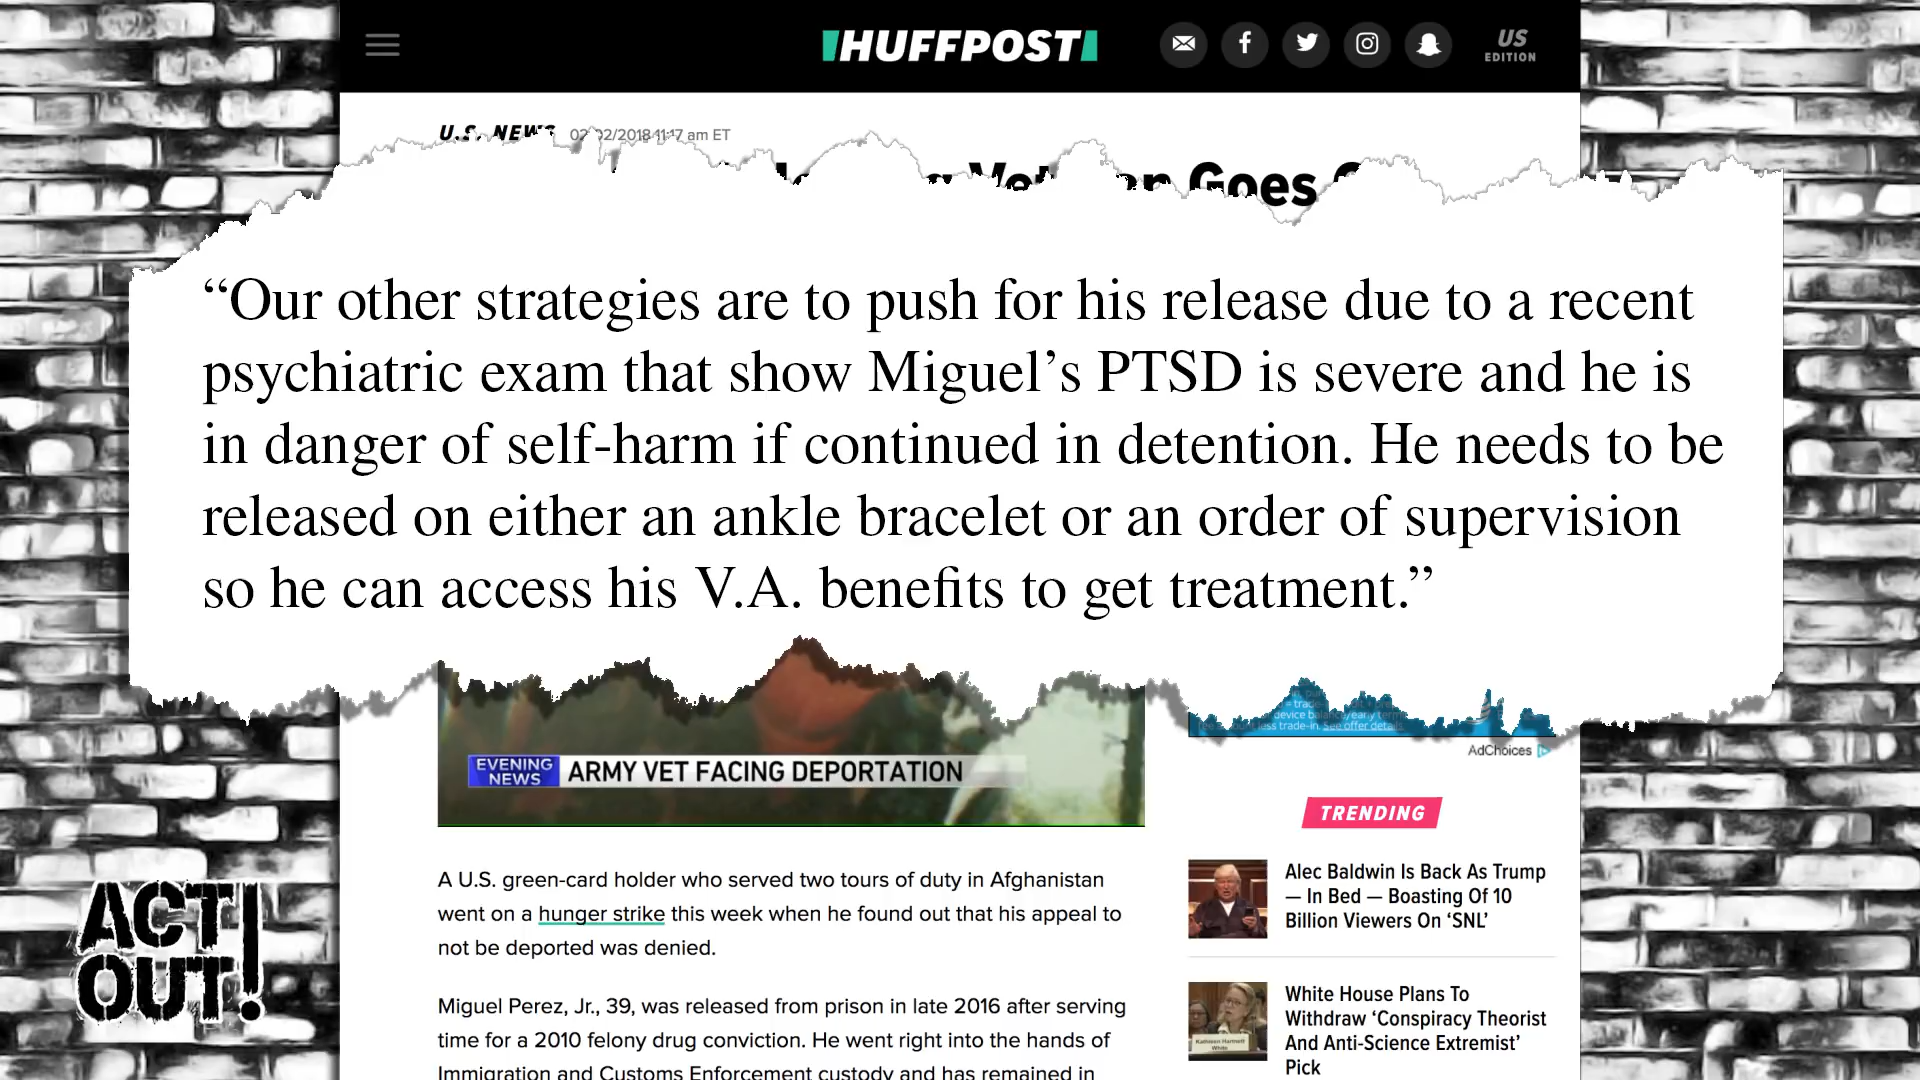 HUFFPOST
US
EDITION
U.S. NEWS 02/02/2018 11:17 am ET
Goes
“Our other strategies are to push for his release due to a recent
psychiatric exam that show Miguel’s PTSD is severe and he is
in danger of self-harm if continued in detention. He needs to be
released on either an ankle bracelet or an order of supervision
so he can access his V.A. benefits to get treatment.”
See offer details
AdChoices
EVENING
NEWS
ARMY VET FACING DEPORTATION
A U.S. green-card holder who served two tours of duty in Afghanistan
went on a hunger strike this week when he found out that his appeal to
not be deported was denied.
Miguel Perez, Jr., 39, was released from prison in late 2016 after serving
time for a 2010 felony drug conviction. He went right into the hands of
Immigration and Customs Enforcement custody and has remained in
TRENDING
Alec Baldwin Is Back As Trump
— In Bed — Boasting Of 10
Billion Viewers On ‘SNL’
White House Plans To
Withdraw ‘Conspiracy Theorist
And Anti-Science Extremist’
Pick
Kathleen Hartnett
White
ACT
OUT!